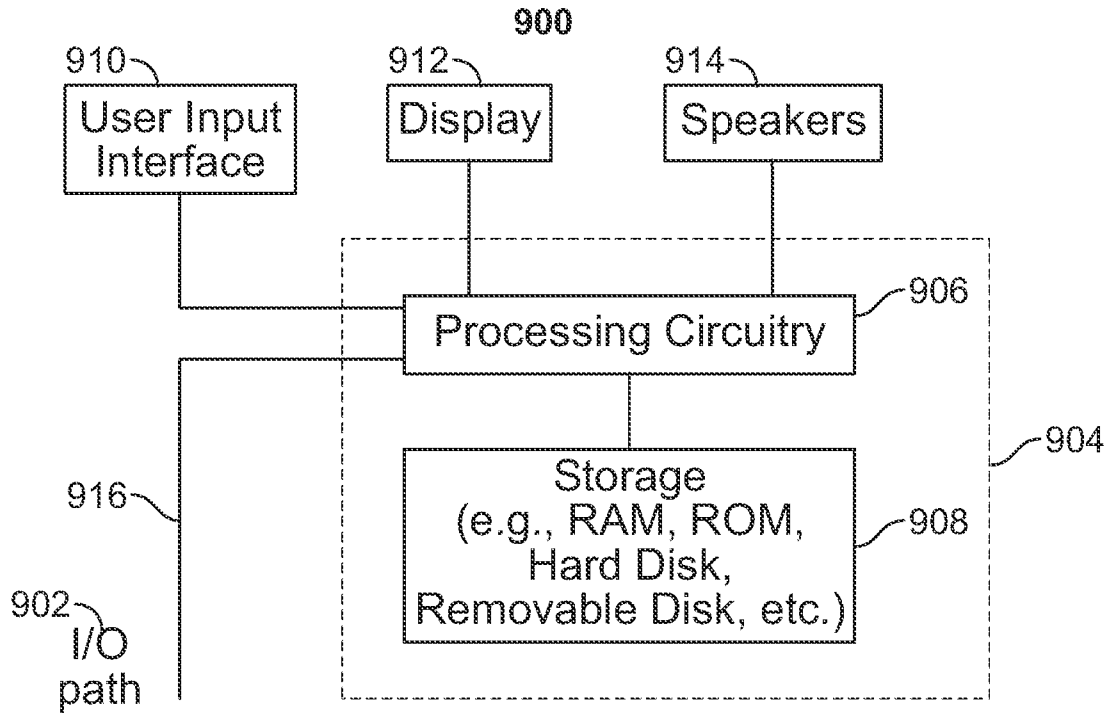 900
910
912
914
User Input
Interface
Display
Speakers
906
Processing Circuitry
904
916
Storage
(e.g., RAM, ROM,
Hard Disk,
Removable Disk, etc.)
908
902
I/O
path